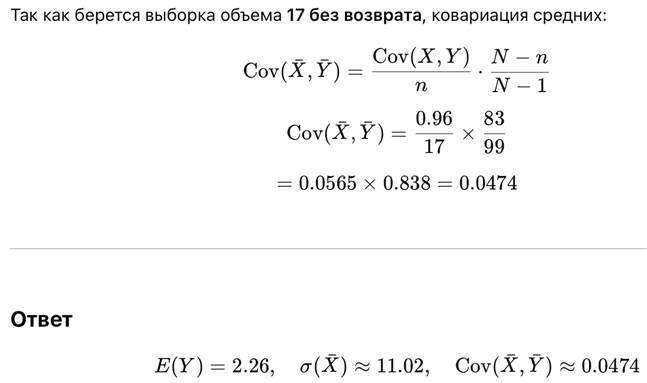 Так как берется выборка объема 17 без возврата, ковариация средних:
Cov(X̄, Ȳ) = Cov(X, Y)/n · (N − n)/(N − 1)
Cov(X̄, Ȳ) = 0.96/17 × 83/99
= 0.0565 × 0.838 = 0.0474
Ответ
E(Y) = 2.26, σ(X̄) ≈ 11.02, Cov(X̄, Ȳ) ≈ 0.0474